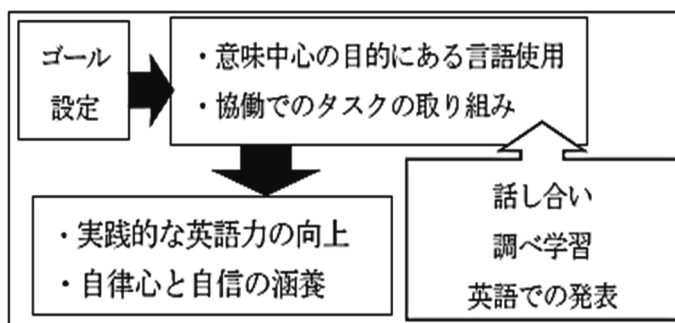 ゴール
設定
・意味中心の目的にある言語使用
・協働でのタスクの取り組み
・実践的な英語力の向上
・自律心と自信の涵養
話し合い
調べ学習
英語での発表